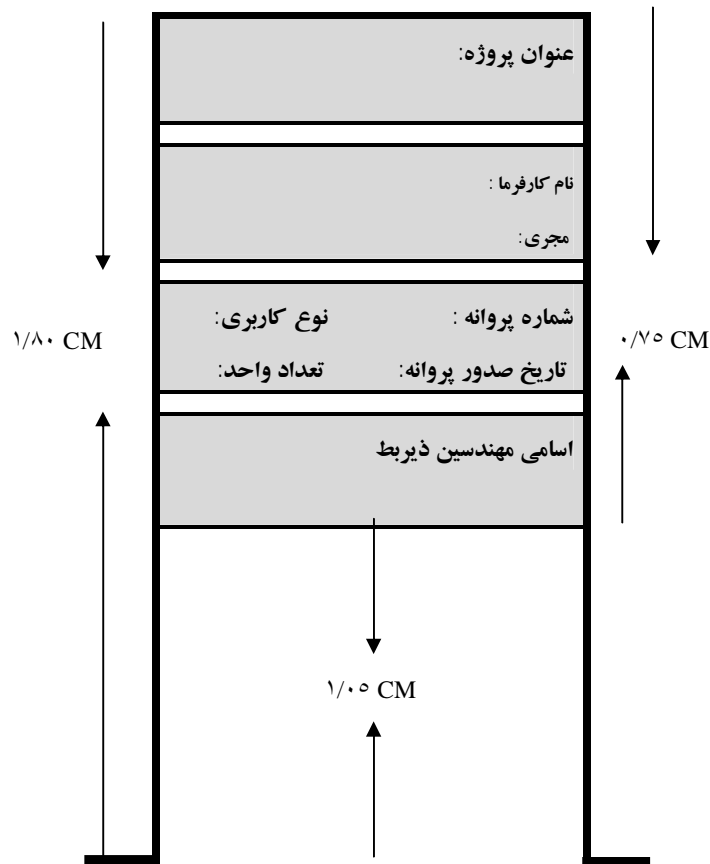 عنوان پروژه:
نام کارفرما :
مجری:
شماره پروانه : نوع کاربری:
۱/۸۰ CM
۰/۷۵ CM
تاریخ صدور پروانه: تعداد واحد:
اسامی مهندسین ذیربط
۱/۰۵ CM